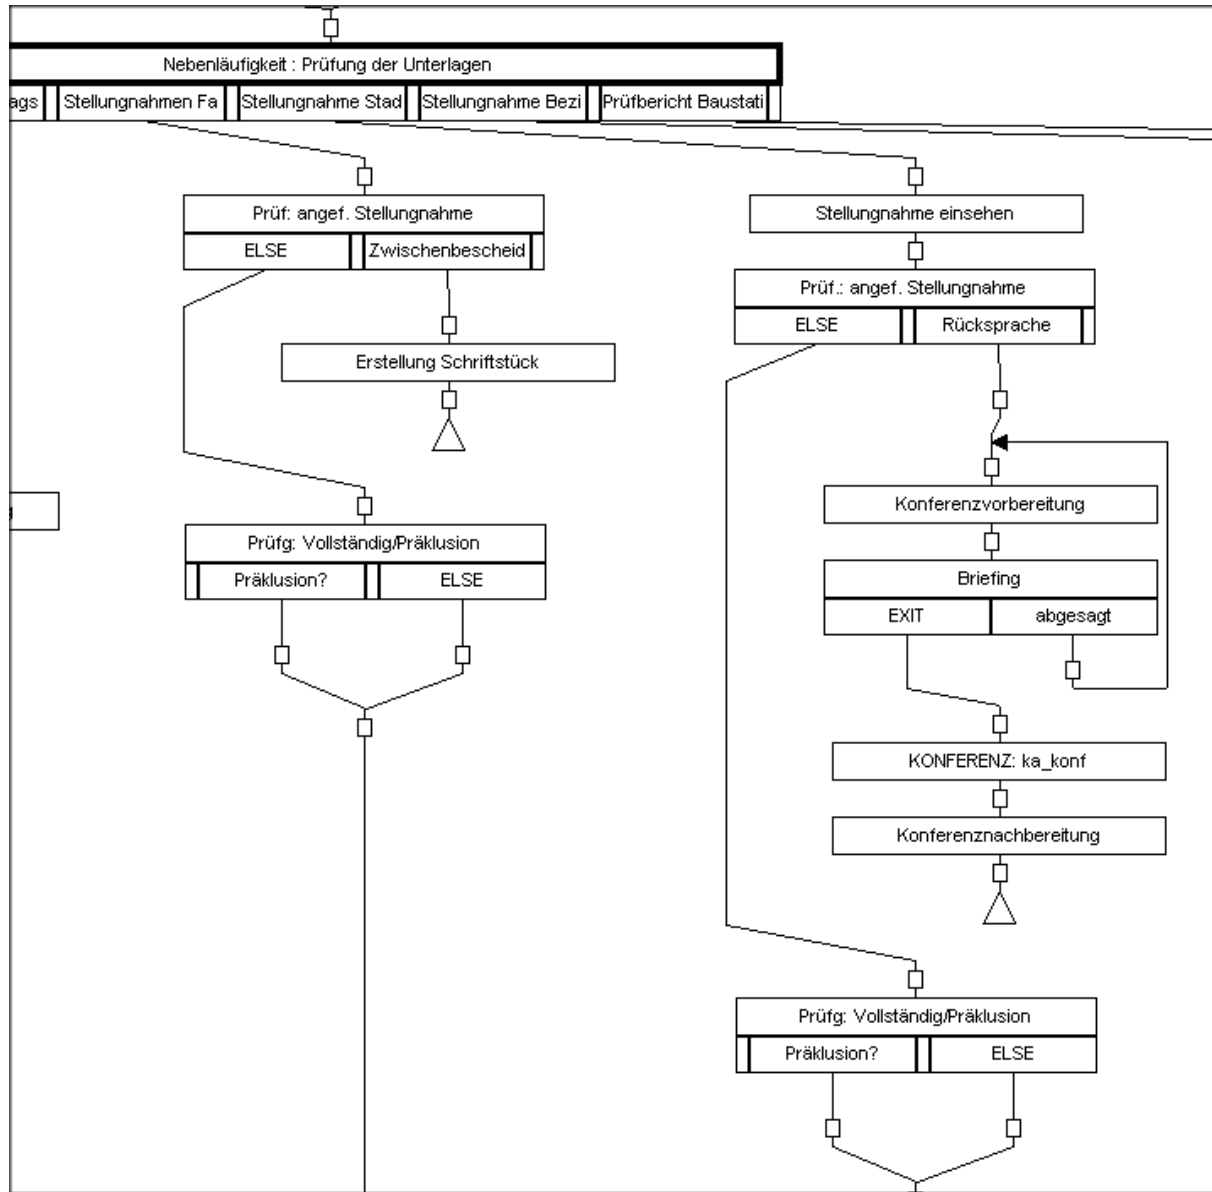 Nebenläufigkeit : Prüfung der Unterlagen
ags Stellungnahmen Fa Stellungnahme Stad Stellungnahme Bezi Prüfbericht Baustati
Prüf: angef. Stellungnahme
ELSE Zwischenbescheid
Erstellung Schriftstück
Prüfg: Vollständig/Präklusion
Präklusion? ELSE
Stellungnahme einsehen
Prüf.: angef. Stellungnahme
ELSE Rücksprache
Konferenzvorbereitung
Briefing
EXIT abgesagt
KONFERENZ: ka_konf
Konferenznachbereitung
Prüfg: Vollständig/Präklusion
Präklusion? ELSE